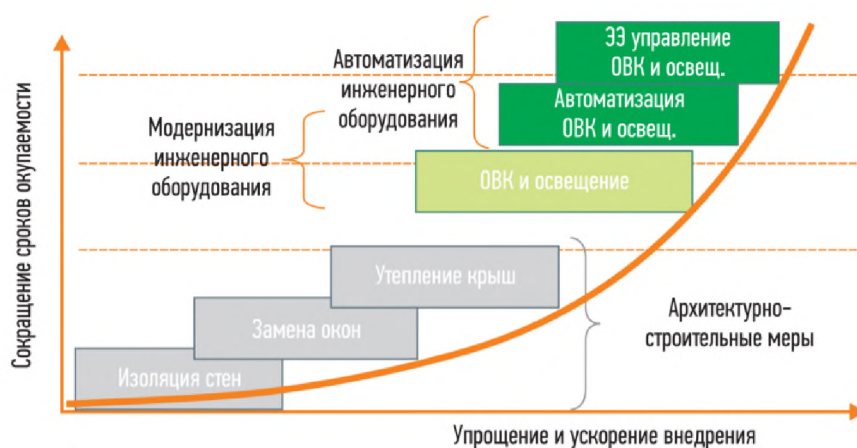 Сокращение сроков окупаемости
Автоматизация
инженерного
оборудования
Модернизация
инженерного
оборудования
ЭЭ управление
ОВК и освещ.
Автоматизация
ОВК и освещ.
ОВК и освещение
Утепление крыш
Замена окон
Изоляция стен
Архитектурно-
строительные меры
Упрощение и ускорение внедрения